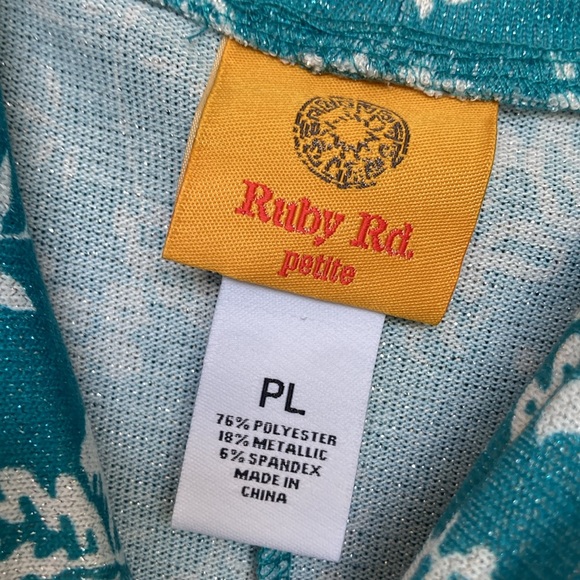 Ruby Rd.
petite
PL
76% POLYESTER
18% METALLIC
6% SPANDEX
MADE IN
CHINA